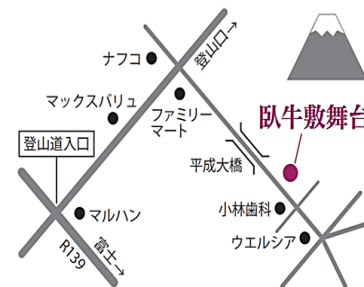 登山口→
ナフコ
マックスバリュ
ファミリー
マート
臥牛敷舞台
登山道入口
平成大橋
マルハン
小林歯科
ウエルシア
R139
富士→